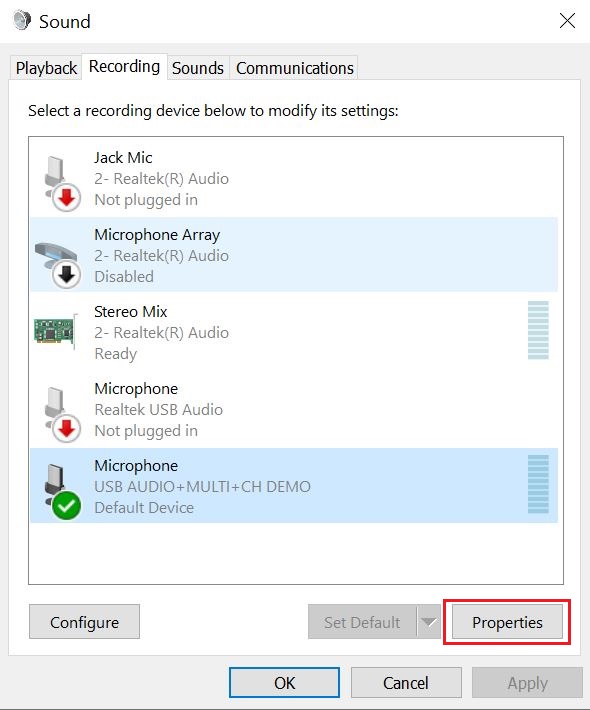 Sound
Playback Recording Sounds Communications
Select a recording device below to modify its settings:
Jack Mic
2- Realtek(R) Audio
Not plugged in
Microphone Array
2- Realtek(R) Audio
Disabled
Stereo Mix
2- Realtek(R) Audio
Ready
Microphone
Realtek USB Audio
Not plugged in
Microphone
USB AUDIO+MULTI+CH DEMO
Default Device
Configure Set Default Properties
OK Cancel Apply